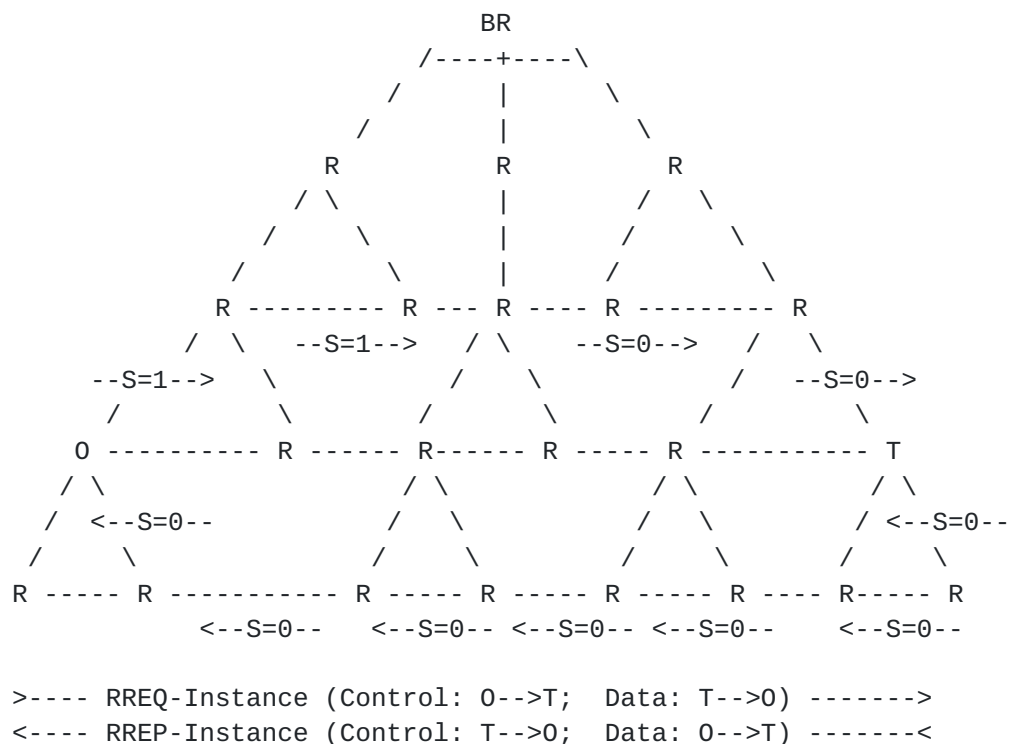 BR
/----+----\
/ | \
/ | \
R R R
/ \ | / \
/ \ | / \
/ \ | / \
R --------- R --- R ---- R --------- R
/ \ --S=1--> / \ --S=0--> / \
--S=1--> \ / \ / --S=0-->
/ \ / \ / \
O ---------- R ------ R------ R ----- R ----------- T
/ \ / \ / \ / \
/ <--S=0-- / \ / \ / <--S=0--
/ \ / \ / \ / \
R ----- R ----------- R ----- R ----- R ----- R ---- R----- R
<--S=0-- <--S=0-- <--S=0-- <--S=0-- <--S=0--
>---- RREQ-Instance (Control: O-->T; Data: T-->O) ------->
<---- RREP-Instance (Control: T-->O; Data: O-->T) -------<